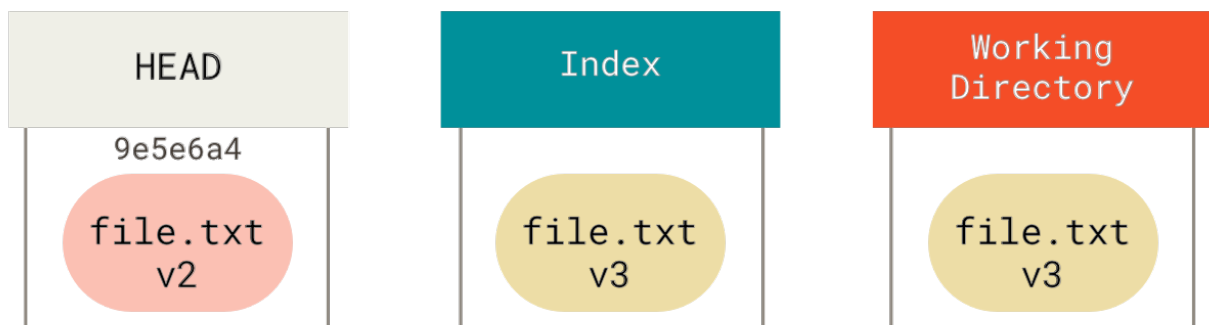 HEAD
Index
Working
Directory
9e5e6a4
file.txt
v2
file.txt
v3
file.txt
v3